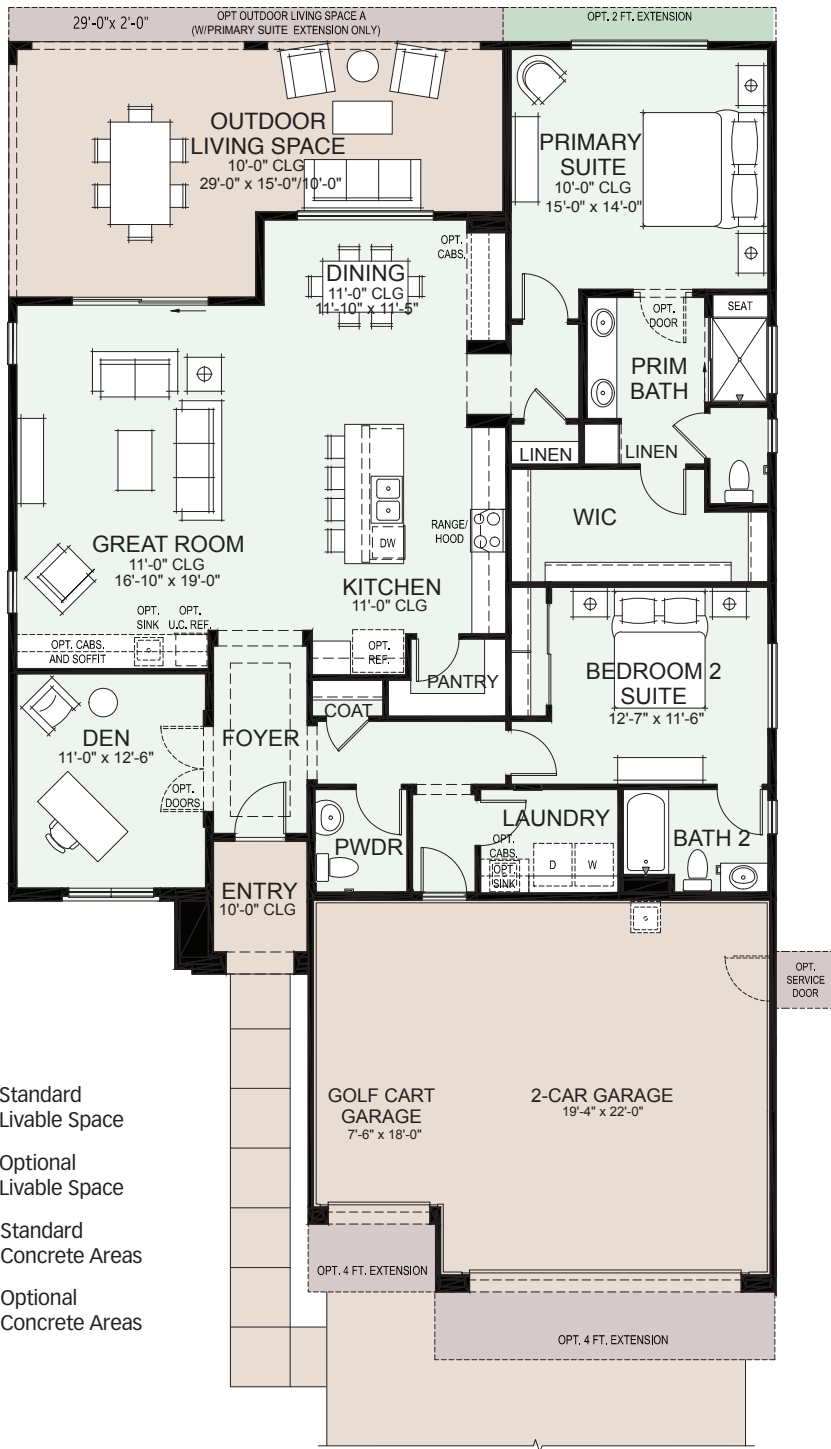 29'-0"x 2'-0"
OPT OUTDOOR LIVING SPACE A
(W/PRIMARY SUITE EXTENSION ONLY)
OPT. 2 FT. EXTENSION
OUTDOOR
LIVING SPACE
10'-0" CLG
29'-0" x 15'-0"/10'-0"
PRIMARY
SUITE
10'-0" CLG
15'-0" x 14'-0"
OPT.
CABS.
DINING
11'-0" CLG
11'-10" x 11'-5"
OPT.
DOOR
SEAT
PRIM
BATH
LINEN
LINEN
WIC
RANGE/
HOOD
DW
GREAT ROOM
11'-0" CLG
16'-10" x 19'-0"
KITCHEN
11'-0" CLG
OPT.
SINK
OPT.
U.C. REF.
OPT. CABS.
AND SOFFIT
OPT.
REF.
PANTRY
BEDROOM 2
SUITE
12'-7" x 11'-6"
COAT
DEN
11'-0" x 12'-6"
FOYER
OPT.
DOORS
PWDR
LAUNDRY
OPT.
CABS.
OPT
SINK
D
W
BATH 2
ENTRY
10'-0" CLG
OPT.
SERVICE
DOOR
Standard
Livable Space
Optional
Livable Space
Standard
Concrete Areas
Optional
Concrete Areas
GOLF CART
GARAGE
7'-6" x 18'-0"
2-CAR GARAGE
19'-4" x 22'-0"
OPT. 4 FT. EXTENSION
OPT. 4 FT. EXTENSION